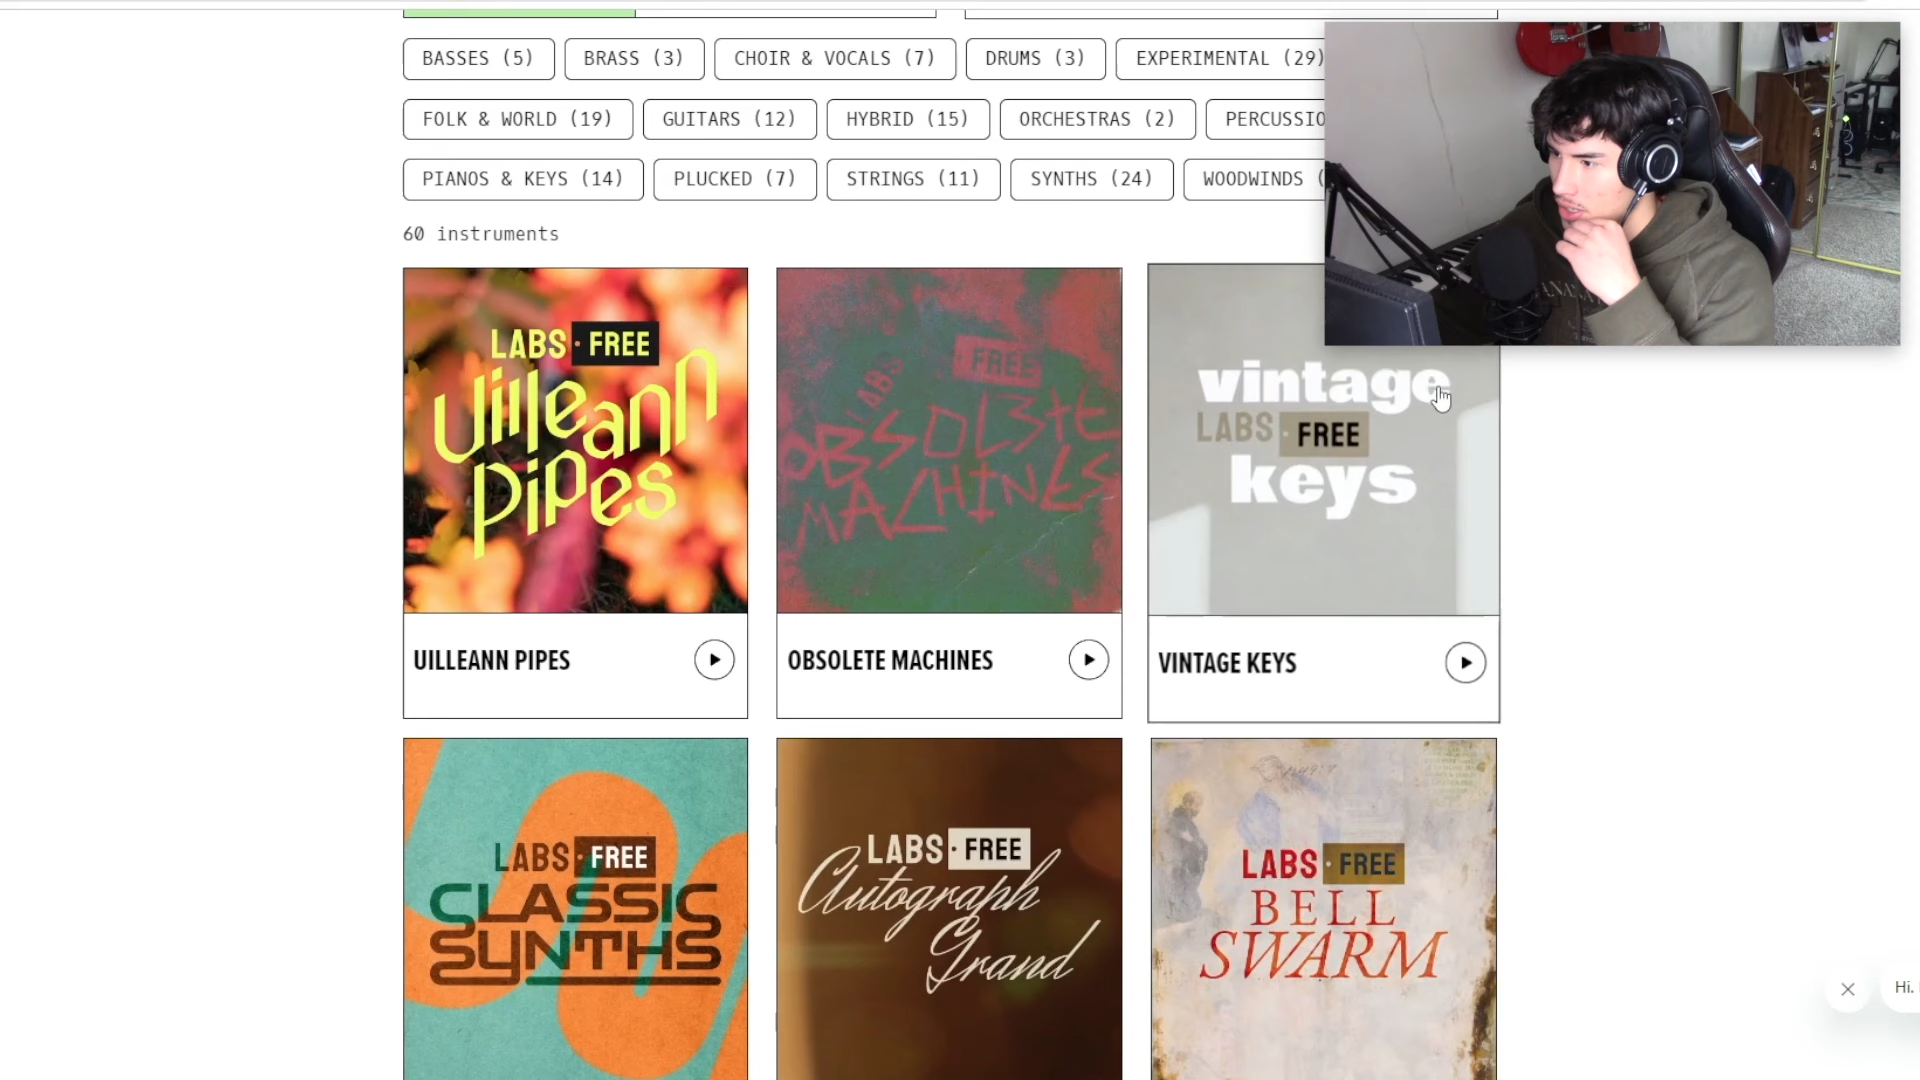 BASSES (5)
BRASS (3)
CHOIR & VOCALS (7)
DRUMS (3)
EXPERIMENTAL (29)
FOLK & WORLD (19)
GUITARS (12)
HYBRID (15)
ORCHESTRAS (2)
PERCUSSIO
PIANOS & KEYS (14)
PLUCKED (7)
STRINGS (11)
SYNTHS (24)
WOODWINDS (
60 instruments
LABS · FREE
Uilleann
Pipes
LABS FREE
OBSOL3tE
MACHINES
vintage
LABS · FREE
keys
UILLEANN PIPES
OBSOLETE MACHINES
VINTAGE KEYS
LABS · FREE
CLASSIC
SYNTHS
LABS · FREE
Autograph
Grand
LABS · FREE
BELL
SWARM
Hi.